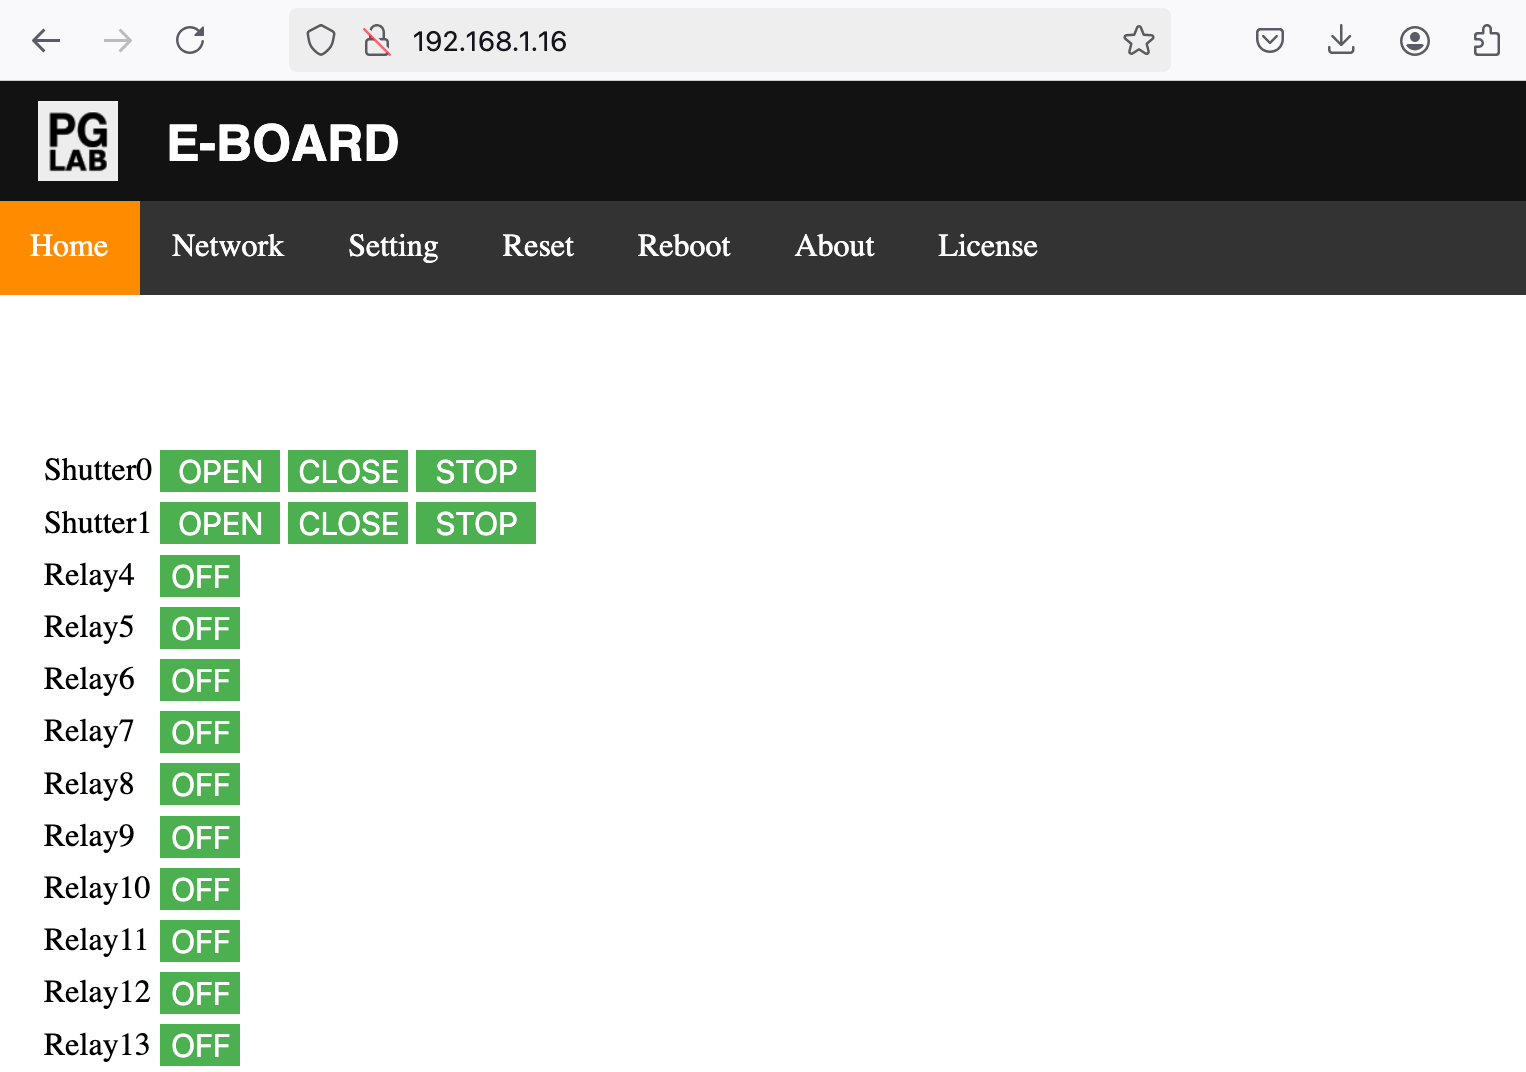 192.168.1.16
PG
LAB
E-BOARD
Home Network Setting Reset Reboot About License
Shutter0 OPEN CLOSE STOP
Shutter1 OPEN CLOSE STOP
Relay4 OFF
Relay5 OFF
Relay6 OFF
Relay7 OFF
Relay8 OFF
Relay9 OFF
Relay10 OFF
Relay11 OFF
Relay12 OFF
Relay13 OFF